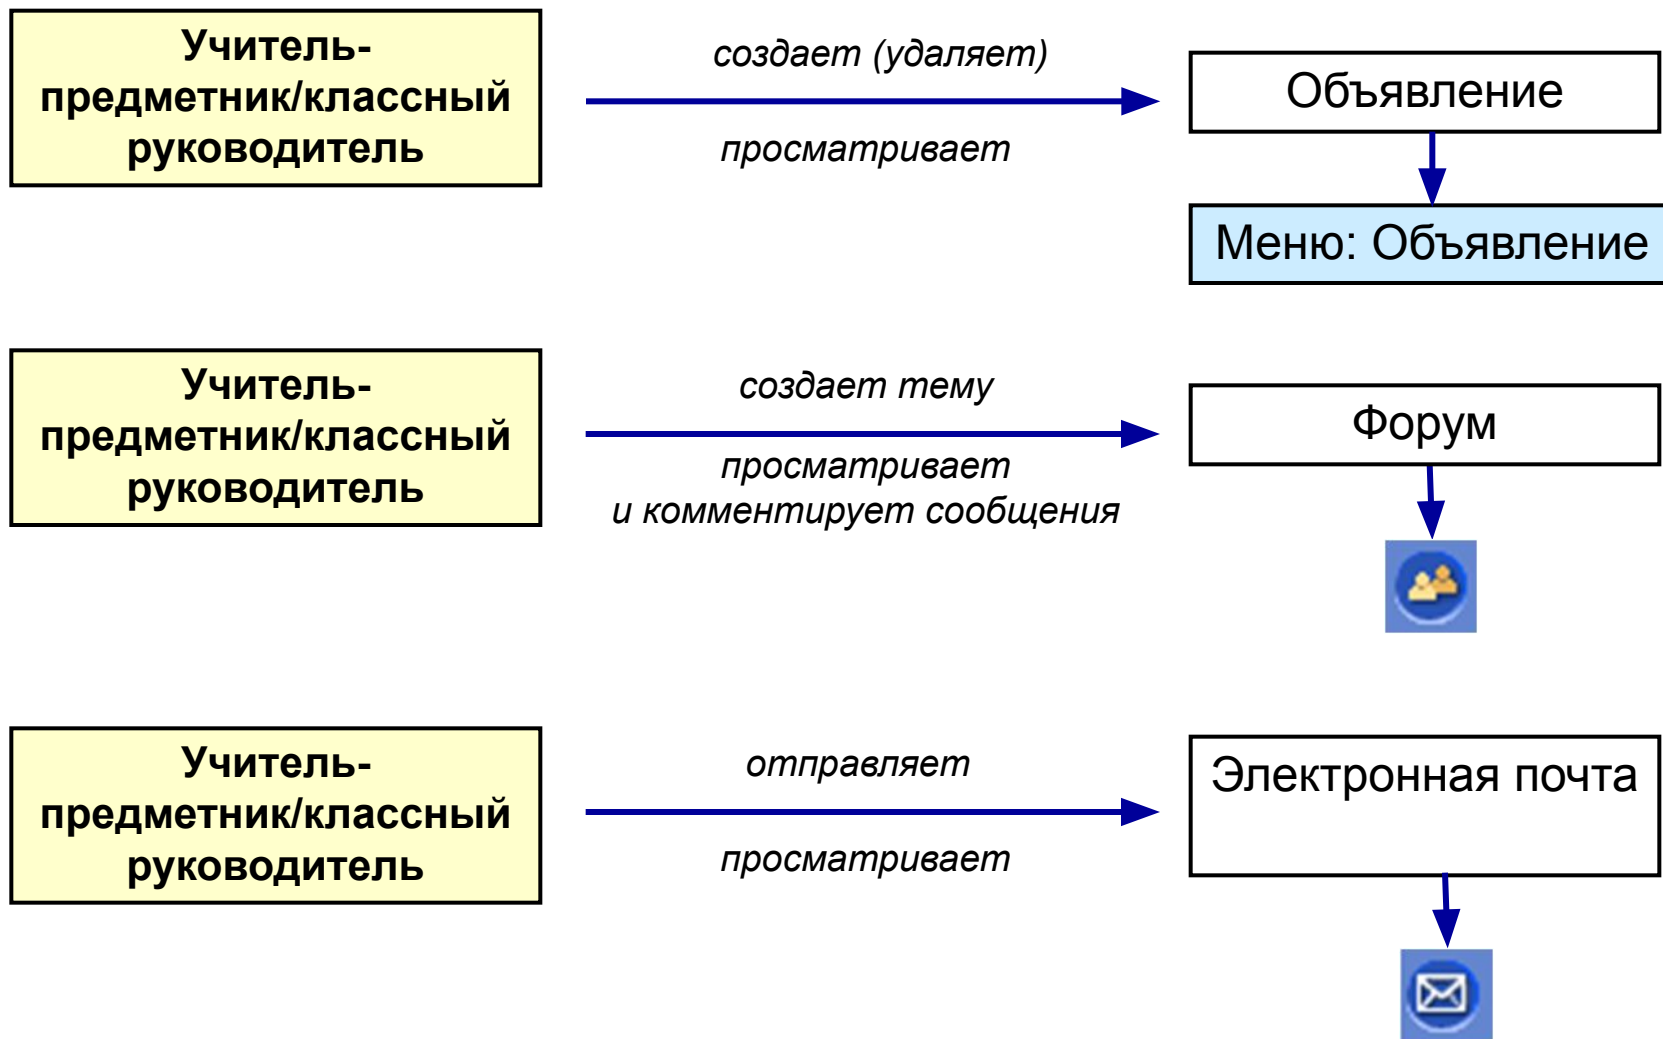 Учитель-
предметник/классный
руководитель
создает (удаляет)
просматривает
Объявление
Меню: Объявление
Учитель-
предметник/классный
руководитель
создает тему
просматривает
и комментирует сообщения
Форум
Учитель-
предметник/классный
руководитель
отправляет
просматривает
Электронная почта